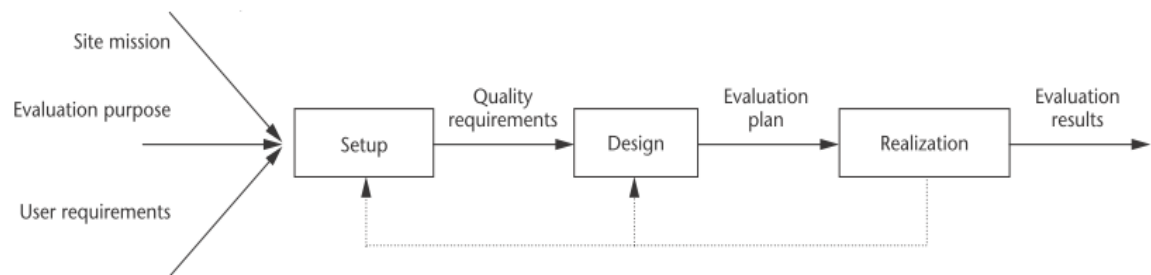 Site mission
Evaluation purpose
User requirements
Setup
Quality
requirements
Design
Evaluation
plan
Realization
Evaluation
results